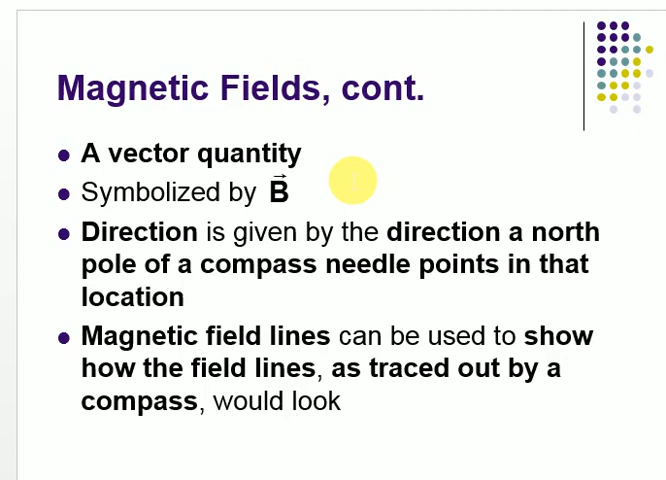 Magnetic Fields, cont.
● A vector quantity
● Symbolized by B⃗
● Direction is given by the direction a north
pole of a compass needle points in that
location
● Magnetic field lines can be used to show
how the field lines, as traced out by a
compass, would look